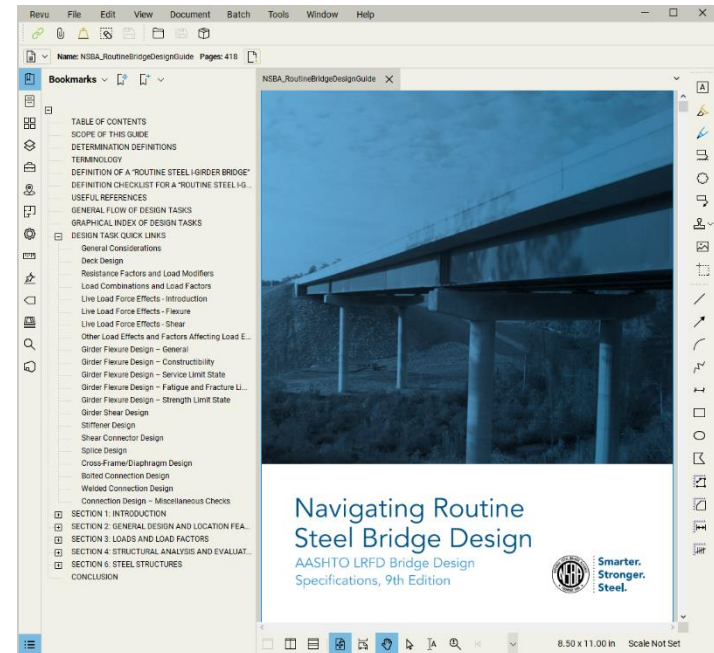 Revu File Edit View Document Batch Tools Window Help
Name: NSBA_RoutineBridgeDesignGuide Pages: 418
Bookmarks
TABLE OF CONTENTS
SCOPE OF THIS GUIDE
DETERMINATION DEFINITIONS
TERMINOLOGY
DEFINITION OF A "ROUTINE STEEL I-GIRDER BRIDGE"
DEFINITION CHECKLIST FOR A "ROUTINE STEEL I-G...
USEFUL REFERENCES
GENERAL FLOW OF DESIGN TASKS
GRAPHICAL INDEX OF DESIGN TASKS
DESIGN TASK QUICK LINKS
General Considerations
Deck Design
Resistance Factors and Load Modifiers
Load Combinations and Load Factors
Live Load Force Effects - Introduction
Live Load Force Effects - Flexure
Live Load Force Effects - Shear
Other Load Effects and Factors Affecting Load E...
Girder Flexure Design – General
Girder Flexure Design – Constructibility
Girder Flexure Design – Service Limit State
Girder Flexure Design – Fatigue and Fracture Li...
Girder Flexure Design – Strength Limit State
Girder Shear Design
Stiffener Design
Shear Connector Design
Splice Design
Cross-Frame/Diaphragm Design
Bolted Connection Design
Welded Connection Design
Connection Design – Miscellaneous Checks
SECTION 1: INTRODUCTION
SECTION 2: GENERAL DESIGN AND LOCATION FEA...
SECTION 3: LOADS AND LOAD FACTORS
SECTION 4: STRUCTURAL ANALYSIS AND EVALUAT...
SECTION 6: STEEL STRUCTURES
CONCLUSION
NSBA_RoutineBridgeDesignGuide
Navigating Routine
Steel Bridge Design
AASHTO LRFD Bridge Design
Specifications, 9th Edition
NSBA
Smarter.
Stronger.
Steel.
8.50 x 11.00 in Scale Not Set